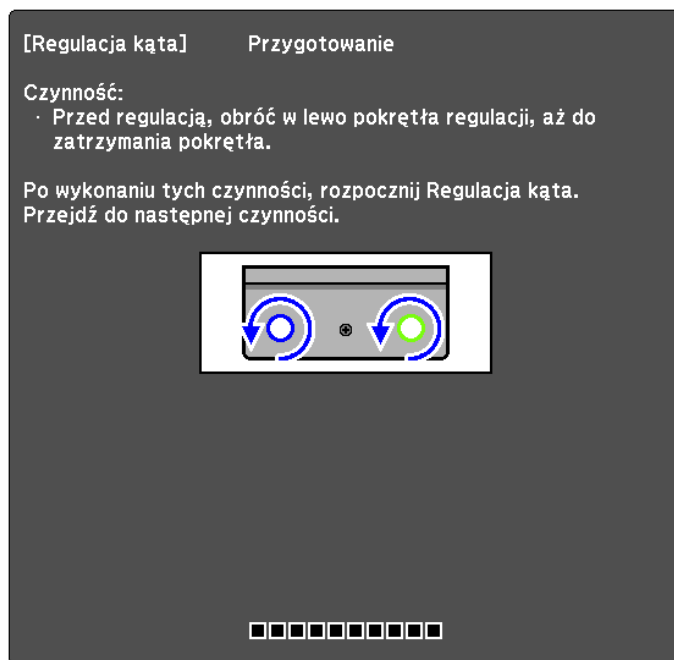 [Regulacja kąta] Przygotowanie
Czynność:
· Przed regulacją, obróć w lewo pokrętła regulacji, aż do
zatrzymania pokrętła.
Po wykonaniu tych czynności, rozpocznij Regulacja kąta.
Przejdź do następnej czynności.